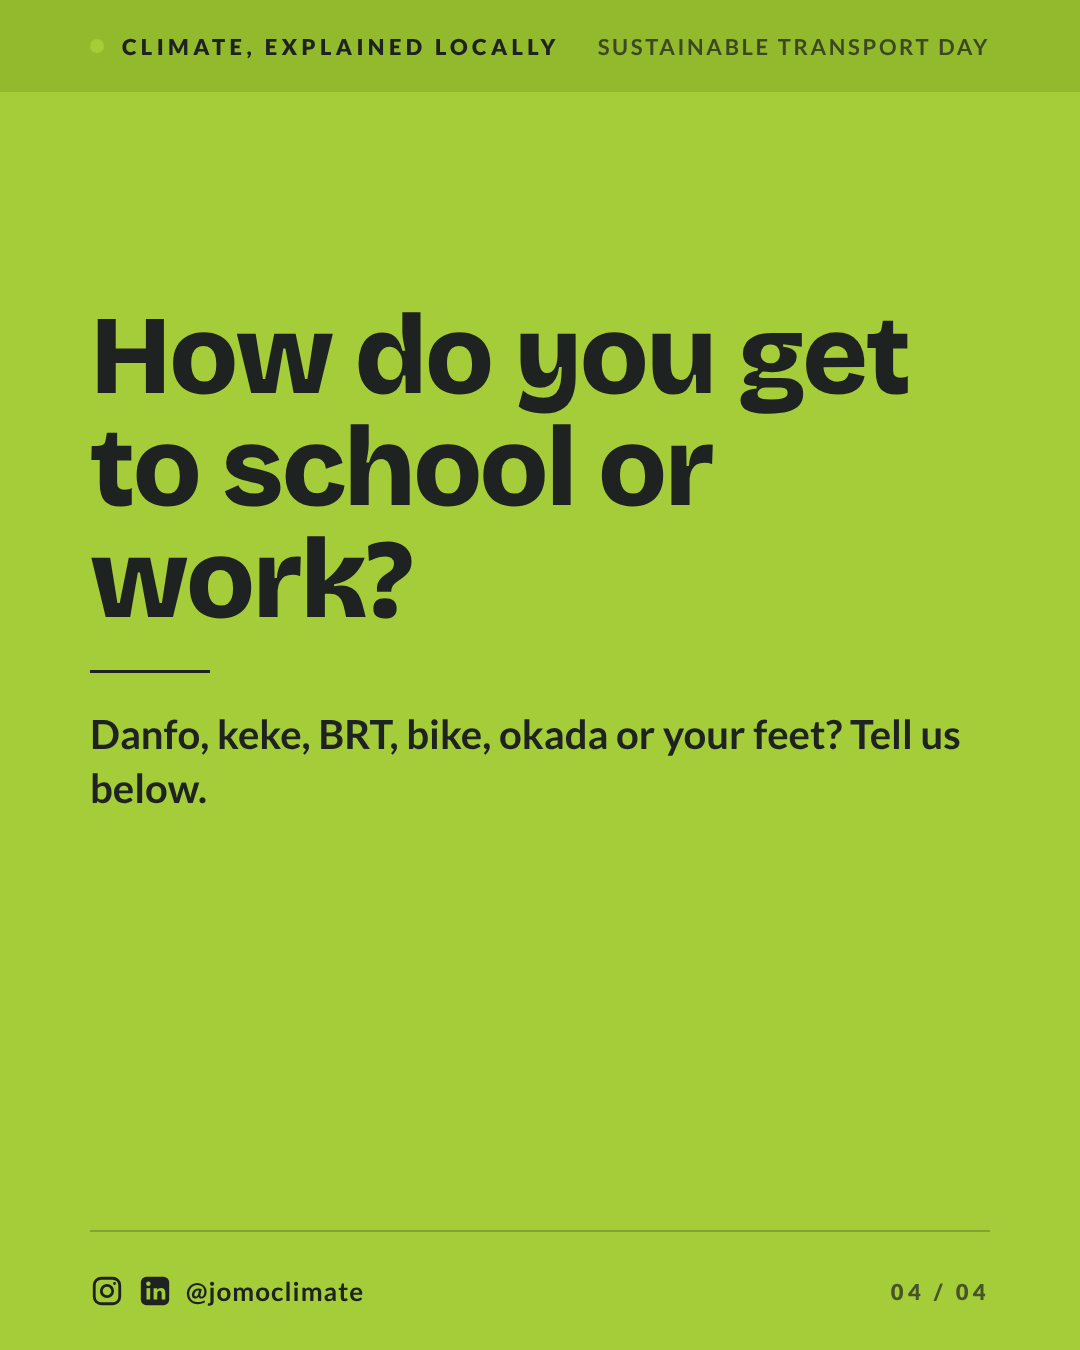 CLIMATE, EXPLAINED LOCALLY
SUSTAINABLE TRANSPORT DAY
How do you get
to school or
work?
Danfo, keke, BRT, bike, okada or your feet? Tell us
below.
@jomoclimate
04 / 04